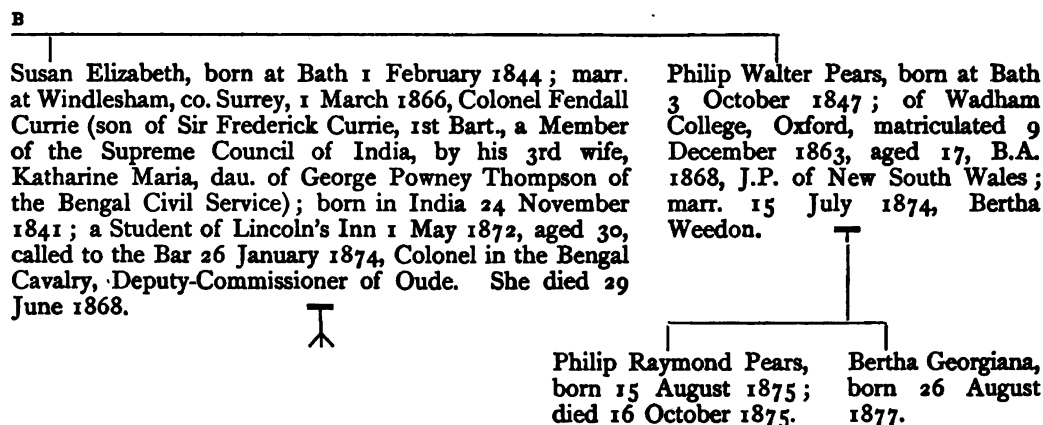 B
Susan Elizabeth, born at Bath 1 February 1844 ; marr.
at Windlesham, co. Surrey, 1 March 1866, Colonel Fendall
Currie (son of Sir Frederick Currie, 1st Bart., a Member
of the Supreme Council of India, by his 3rd wife,
Katharine Maria, dau. of George Powney Thompson of
the Bengal Civil Service) ; born in India 24 November
1841 ; a Student of Lincoln's Inn 1 May 1872, aged 30,
called to the Bar 26 January 1874, Colonel in the Bengal
Cavalry, Deputy-Commissioner of Oude. She died 29
June 1868.
Philip Walter Pears, born at Bath
3 October 1847 ; of Wadham
College, Oxford, matriculated 9
December 1863, aged 17, B.A.
1868, J.P. of New South Wales ;
marr. 15 July 1874, Bertha
Weedon.
Philip Raymond Pears,
born 15 August 1875 ;
died 16 October 1875.
Bertha Georgiana,
born 26 August
1877.